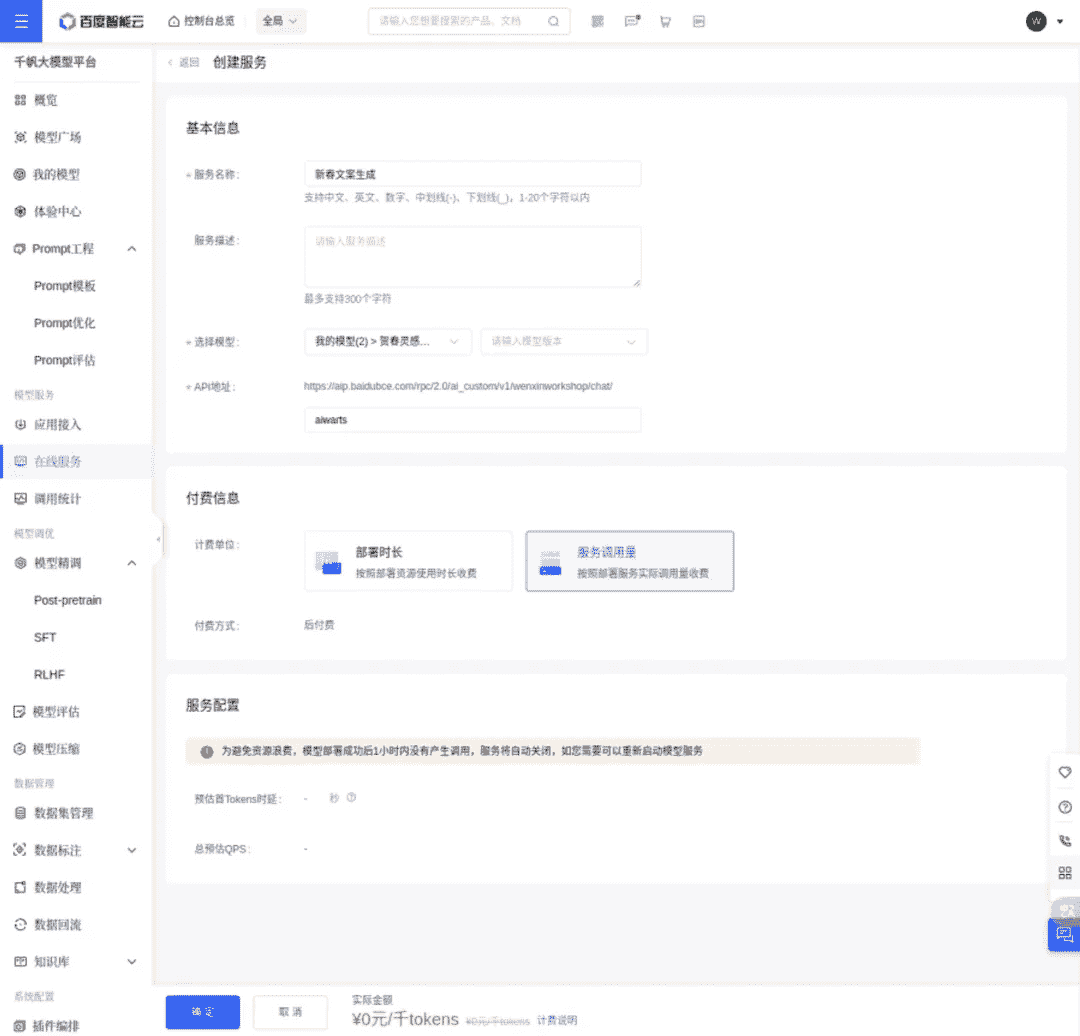 百度智能云
控制台总览
全局
请输入您想要搜索的产品、文档
W
千帆大模型平台
概览
模型广场
我的模型
体验中心
Prompt工程
Prompt模板
Prompt优化
Prompt评估
模型服务
应用接入
在线服务
调用统计
模型调优
模型精调
Post-pretrain
SFT
RLHF
模型评估
模型压缩
数据管理
数据集管理
数据标注
数据处理
数据回流
知识库
系统配置
插件编排
返回 创建服务
基本信息
* 服务名称: 新春文案生成
支持中文、英文、数字、中划线(-)、下划线(_)，1-20个字符以内
服务描述: 请输入服务描述
最多支持300个字符
* 选择模型: 我的模型(2) > 贺春灵感... 请输入模型版本
* API地址: https://aip.baidubce.com/rpc/2.0/ai_custom/v1/wenxinworkshop/chat/
aiwarts
付费信息
计费单位: 部署时长 服务调用量
按照部署资源使用时长收费 按照部署服务实际调用量收费
付费方式: 后付费
服务配置
为避免资源浪费，模型部署成功后1小时内没有产生调用，服务将自动关闭，如您需要可以重新启动模型服务
预估首Tokens时延: - 秒
总预估QPS: -
确定 取消
实际金额
¥0元/千tokens ¥0元/千tokens 计费说明